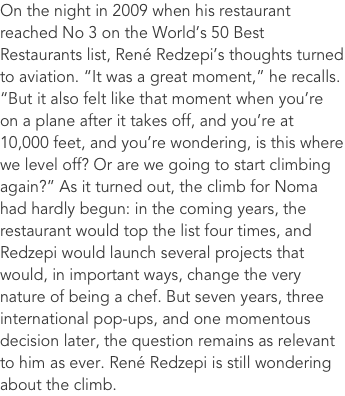 On the night in 2009 when his restaurant
reached No 3 on the World’s 50 Best
Restaurants list, René Redzepi’s thoughts turned
to aviation. “It was a great moment,” he recalls.
“But it also felt like that moment when you’re
on a plane after it takes off, and you’re at
10,000 feet, and you’re wondering, is this where
we level off? Or are we going to start climbing
again?” As it turned out, the climb for Noma
had hardly begun: in the coming years, the
restaurant would top the list four times, and
Redzepi would launch several projects that
would, in important ways, change the very
nature of being a chef. But seven years, three
international pop-ups, and one momentous
decision later, the question remains as relevant
to him as ever. René Redzepi is still wondering
about the climb.